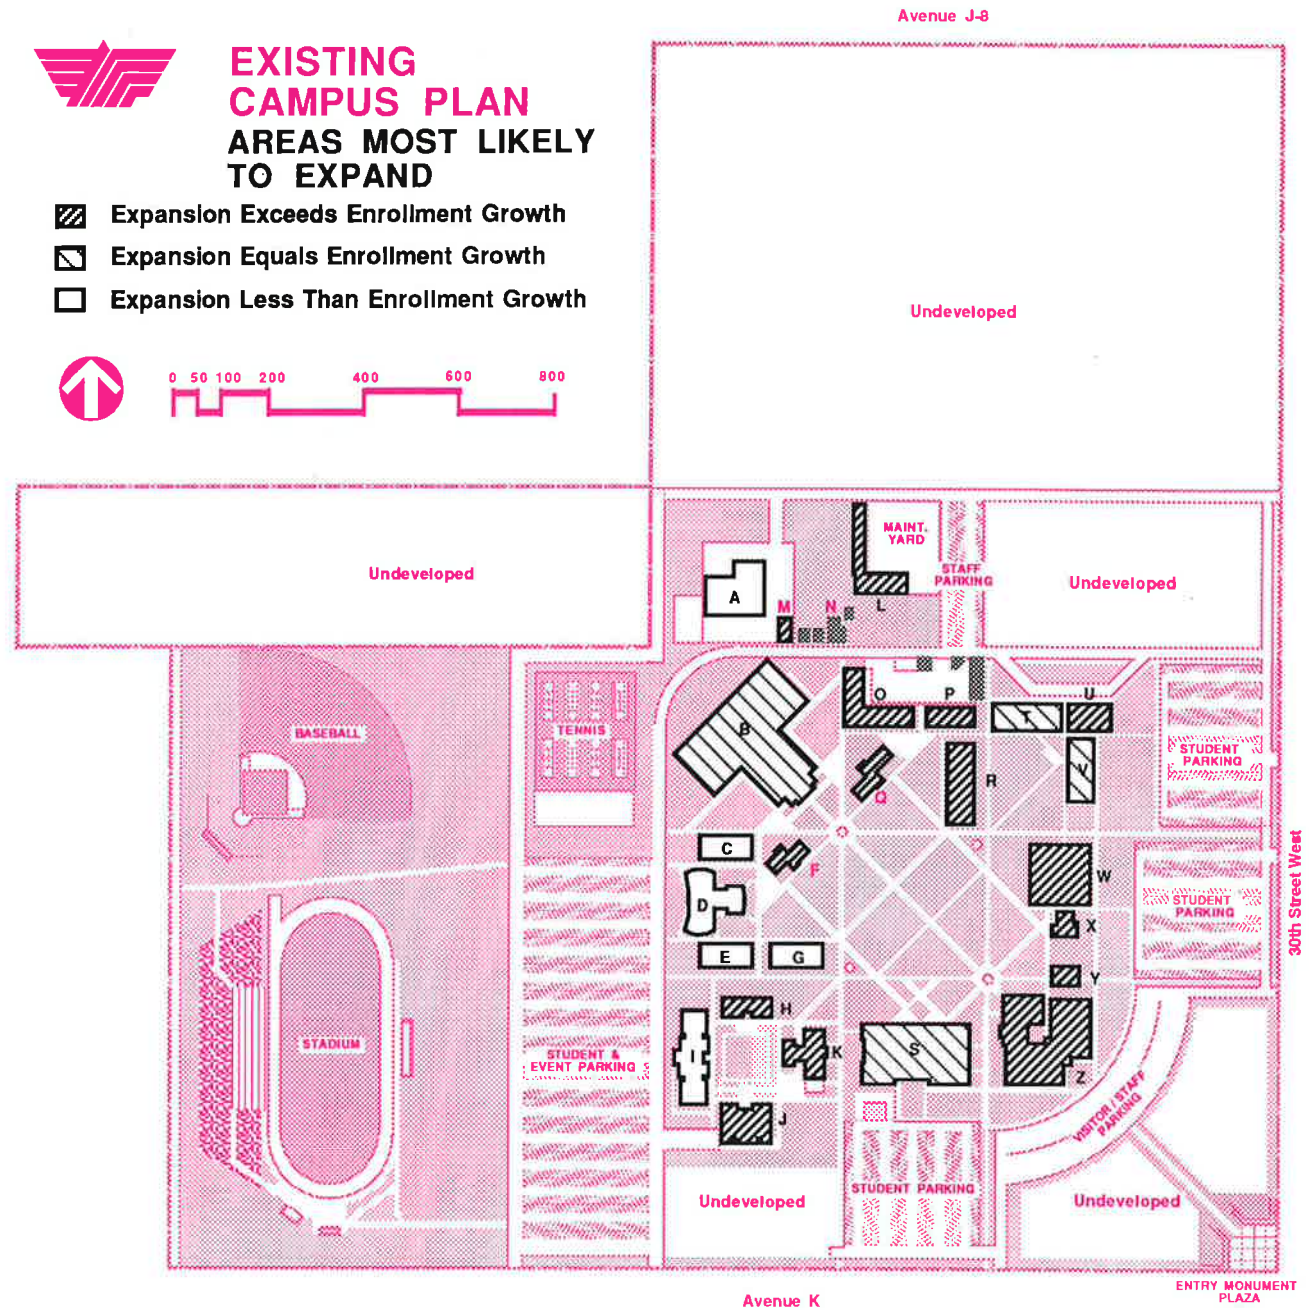 Avenue J-8
EXISTING
CAMPUS PLAN
AREAS MOST LIKELY
TO EXPAND
Expansion Exceeds Enrollment Growth
Expansion Equals Enrollment Growth
Expansion Less Than Enrollment Growth
0 50 100 200 400 600 800
Undeveloped
Undeveloped
MAINT.
YARD
STAFF
PARKING
Undeveloped
A
M
N
L
O
P
U
T
B
BASEBALL
TENNIS
STUDENT
PARKING
V
R
Q
C
F
W
D
STUDENT
PARKING
X
30th Street West
E
G
Y
H
STADIUM
I
K
S
Z
STUDENT &
EVENT PARKING
J
VISITOR / STAFF
PARKING
STUDENT PARKING
Undeveloped
Undeveloped
ENTRY MONUMENT
PLAZA
Avenue K